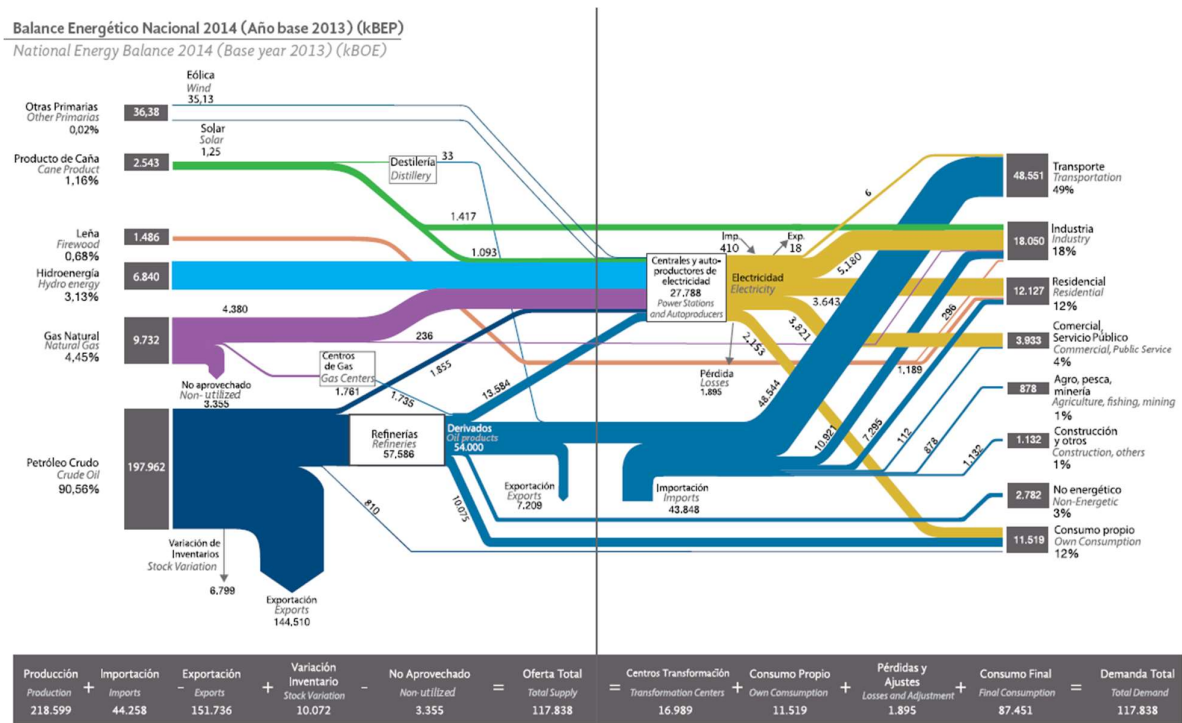 Balance Energético Nacional 2014 (Año base 2013) (kBEP)
National Energy Balance 2014 (Base year 2013) (kBOE)
Eólica
Wind
35,13
Otras Primarias
Other Primarias
0,02%
36,38
Solar
Solar
1,25
Producto de Caña
Cane Product
1,16%
2.543
Destilería
Distillery
33
1.417
Leña
Firewood
0,68%
1.486
1.093
Hidroenergía
Hydro energy
3,13%
6.840
4.380
Gas Natural
Natural Gas
4,45%
9.732
236
No aprovechado
Non- utilized
3.355
Centros
de Gas
Gas Centers
1.761
1.735
1.855
13.584
Petróleo Crudo
Crude Oil
90,56%
197.962
Refinerías
Refineries
57,586
Derivados
Oil products
54.000
Exportación
Exports
7.209
810
10.075
Variación de
Inventarios
Stock Variation
6.799
Exportación
Exports
144,510
Centrales y auto-
productores de
electricidad
27.788
Power Stations
and Autoproducers
Imp.
410
Exp.
18
Electricidad
Electricity
Pérdida
Losses
1.895
6
5,180
3.643
3,821
2,153
296
1,189
48.544
10,921
7.295
112
878
1,132
Importación
Imports
43.848
48.551
Transporte
Transportation
49%
18.050
Industria
Industry
18%
12.127
Residencial
Residential
12%
3.933
Comercial,
Servicio Público
Commercial, Public Service
4%
878
Agro, pesca,
minería
Agriculture, fishing, mining
1%
1.132
Construcción
y otros
Construction, others
1%
2.782
No energético
Non-Energetic
3%
11.519
Consumo propio
Own Consumption
12%
Producción
Production
218.599
+
Importación
Imports
44.258
-
Exportación
Exports
151.736
+
Variación
Inventario
Stock Variation
10.072
-
No Aprovechado
Non-utilized
3.355
=
Oferta Total
Total Supply
117.838
=
Centros Transformación
Transformation Centers
16.989
+
Consumo Propio
Own Consumption
11.519
+
Pérdidas y
Ajustes
Losses and Adjustment
1.895
+
Consumo Final
Final Consumption
87.451
=
Demanda Total
Total Demand
117.838